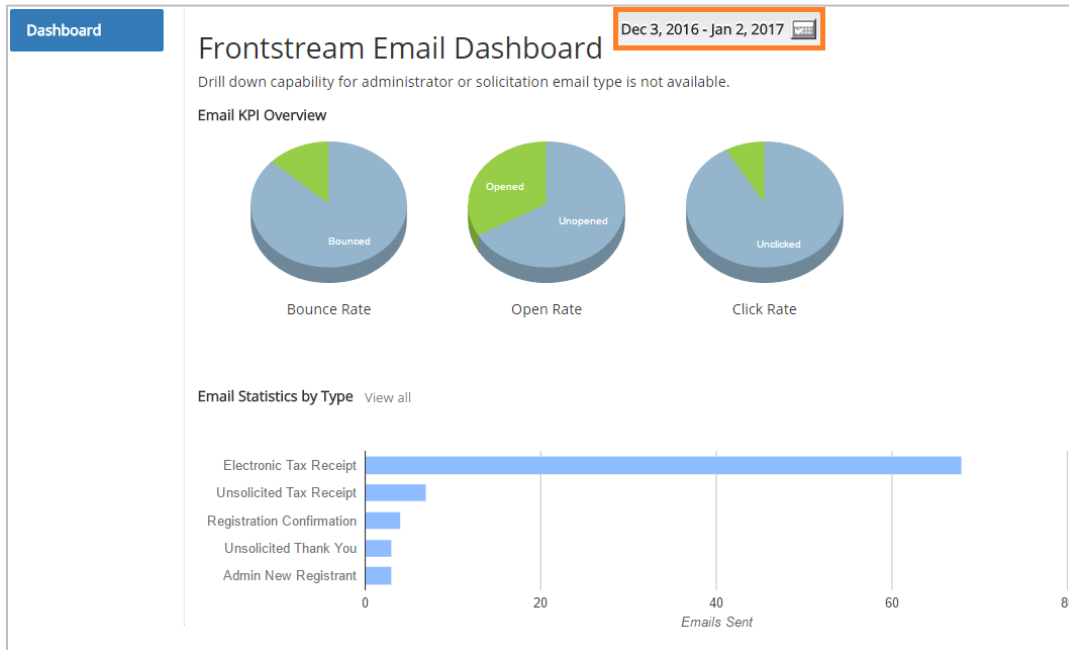 Dashboard
Dec 3, 2016 - Jan 2, 2017
Frontstream Email Dashboard
Drill down capability for administrator or solicitation email type is not available.
Email KPI Overview
Bounced
Opened
Unopened
Unclicked
Bounce Rate
Open Rate
Click Rate
Email Statistics by Type View all
Electronic Tax Receipt
Unsolicited Tax Receipt
Registration Confirmation
Unsolicited Thank You
Admin New Registrant
0 20 40 60
Emails Sent